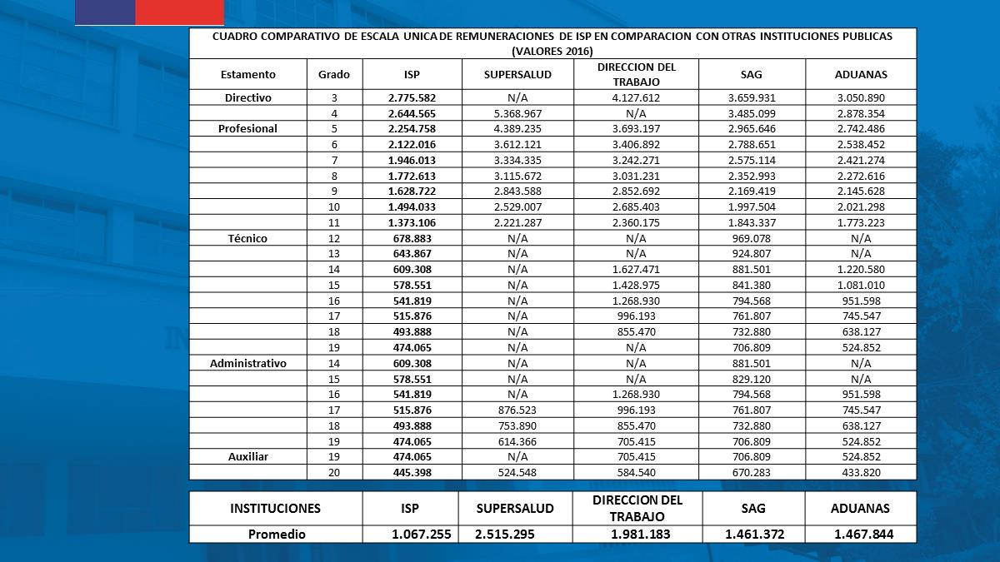 CUADRO COMPARATIVO DE ESCALA UNICA DE REMUNERACIONES DE ISP EN COMPARACION CON OTRAS INSTITUCIONES PUBLICAS
(VALORES 2016)
Estamento Grado ISP SUPERSALUD DIRECCION DEL TRABAJO SAG ADUANAS
Directivo 3 2.775.582 N/A 4.127.612 3.659.931 3.050.890
4 2.644.565 5.368.967 N/A 3.485.099 2.878.354
Profesional 5 2.254.758 4.389.235 3.693.197 2.965.646 2.742.486
6 2.122.016 3.612.121 3.406.892 2.788.651 2.538.452
7 1.946.013 3.334.335 3.242.271 2.575.114 2.421.274
8 1.772.613 3.115.672 3.031.231 2.352.993 2.272.616
9 1.628.722 2.843.588 2.852.692 2.169.419 2.145.628
10 1.494.033 2.529.007 2.685.403 1.997.504 2.021.298
11 1.373.106 2.221.287 2.360.175 1.843.337 1.773.223
Técnico 12 678.883 N/A N/A 969.078 N/A
13 643.867 N/A N/A 924.807 N/A
14 609.308 N/A 1.627.471 881.501 1.220.580
15 578.551 N/A 1.428.975 841.380 1.081.010
16 541.819 N/A 1.268.930 794.568 951.598
17 515.876 N/A 996.193 761.807 745.547
18 493.888 N/A 855.470 732.880 638.127
19 474.065 N/A N/A 706.809 524.852
Administrativo 14 609.308 N/A N/A 881.501 N/A
15 578.551 N/A N/A 829.120 N/A
16 541.819 N/A 1.268.930 794.568 951.598
17 515.876 876.523 996.193 761.807 745.547
18 493.888 753.890 855.470 732.880 638.127
19 474.065 614.366 705.415 706.809 524.852
Auxiliar 19 474.065 N/A 705.415 706.809 524.852
20 445.398 524.548 584.540 670.283 433.820
INSTITUCIONES ISP SUPERSALUD DIRECCION DEL TRABAJO SAG ADUANAS
Promedio 1.067.255 2.515.295 1.981.183 1.461.372 1.467.844